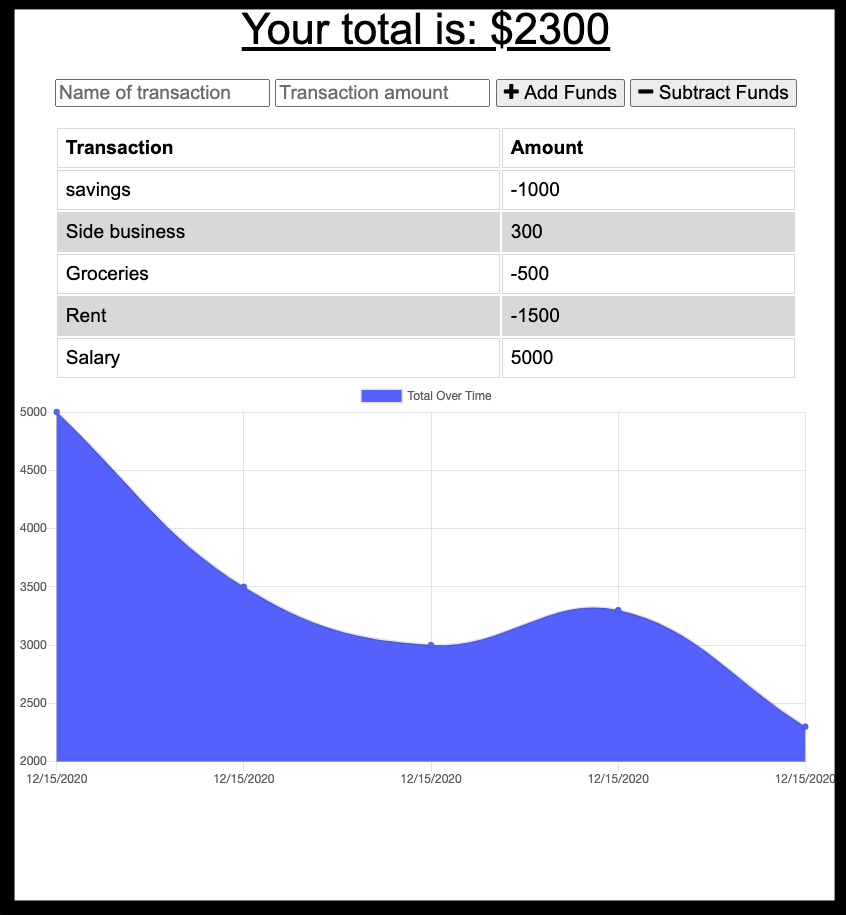 Your total is: $2300
Name of transaction Transaction amount + Add Funds − Subtract Funds
Transaction Amount
savings -1000
Side business 300
Groceries -500
Rent -1500
Salary 5000
Total Over Time
5000
4500
4000
3500
3000
2500
2000
12/15/2020 12/15/2020 12/15/2020 12/15/2020 12/15/2020